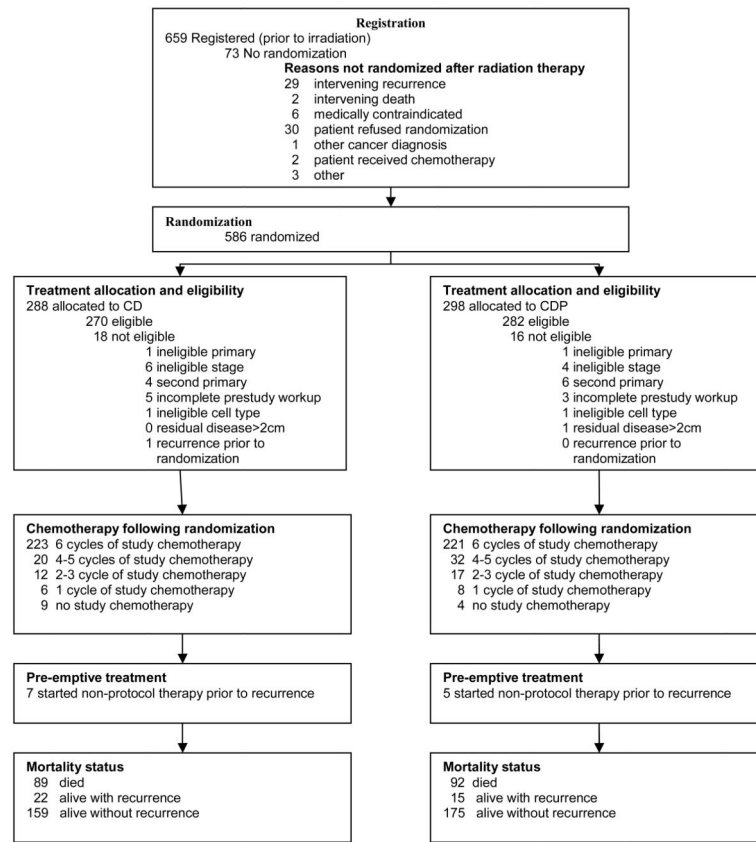 Registration
659 Registered (prior to irradiation)
73 No randomization
Reasons not randomized after radiation therapy
29 intervening recurrence
2 intervening death
6 medically contraindicated
30 patient refused randomization
1 other cancer diagnosis
2 patient received chemotherapy
3 other
Randomization
586 randomized
Treatment allocation and eligibility
288 allocated to CD
270 eligible
18 not eligible
1 ineligible primary
6 ineligible stage
4 second primary
5 incomplete prestudy workup
1 ineligible cell type
0 residual disease>2cm
1 recurrence prior to
randomization
Treatment allocation and eligibility
298 allocated to CDP
282 eligible
16 not eligible
1 ineligible primary
4 ineligible stage
6 second primary
3 incomplete prestudy workup
1 ineligible cell type
1 residual disease>2cm
0 recurrence prior to
randomization
Chemotherapy following randomization
223 6 cycles of study chemotherapy
20 4-5 cycles of study chemotherapy
12 2-3 cycle of study chemotherapy
6 1 cycle of study chemotherapy
9 no study chemotherapy
Chemotherapy following randomization
221 6 cycles of study chemotherapy
32 4-5 cycles of study chemotherapy
17 2-3 cycle of study chemotherapy
8 1 cycle of study chemotherapy
4 no study chemotherapy
Pre-emptive treatment
7 started non-protocol therapy prior to recurrence
Pre-emptive treatment
5 started non-protocol therapy prior to recurrence
Mortality status
89 died
22 alive with recurrence
159 alive without recurrence
Mortality status
92 died
15 alive with recurrence
175 alive without recurrence